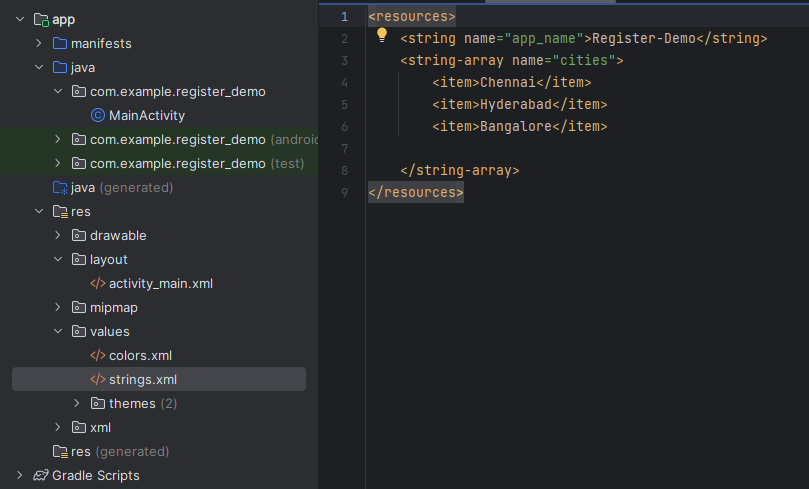 app
manifests
java
com.example.register_demo
MainActivity
com.example.register_demo (androi
com.example.register_demo (test)
java (generated)
res
drawable
layout
activity_main.xml
mipmap
values
colors.xml
strings.xml
themes (2)
xml
res (generated)
Gradle Scripts
1 <resources>
2 <string name="app_name">Register-Demo</string>
3 <string-array name="cities">
4 <item>Chennai</item>
5 <item>Hyderabad</item>
6 <item>Bangalore</item>
7
8 </string-array>
9 </resources>